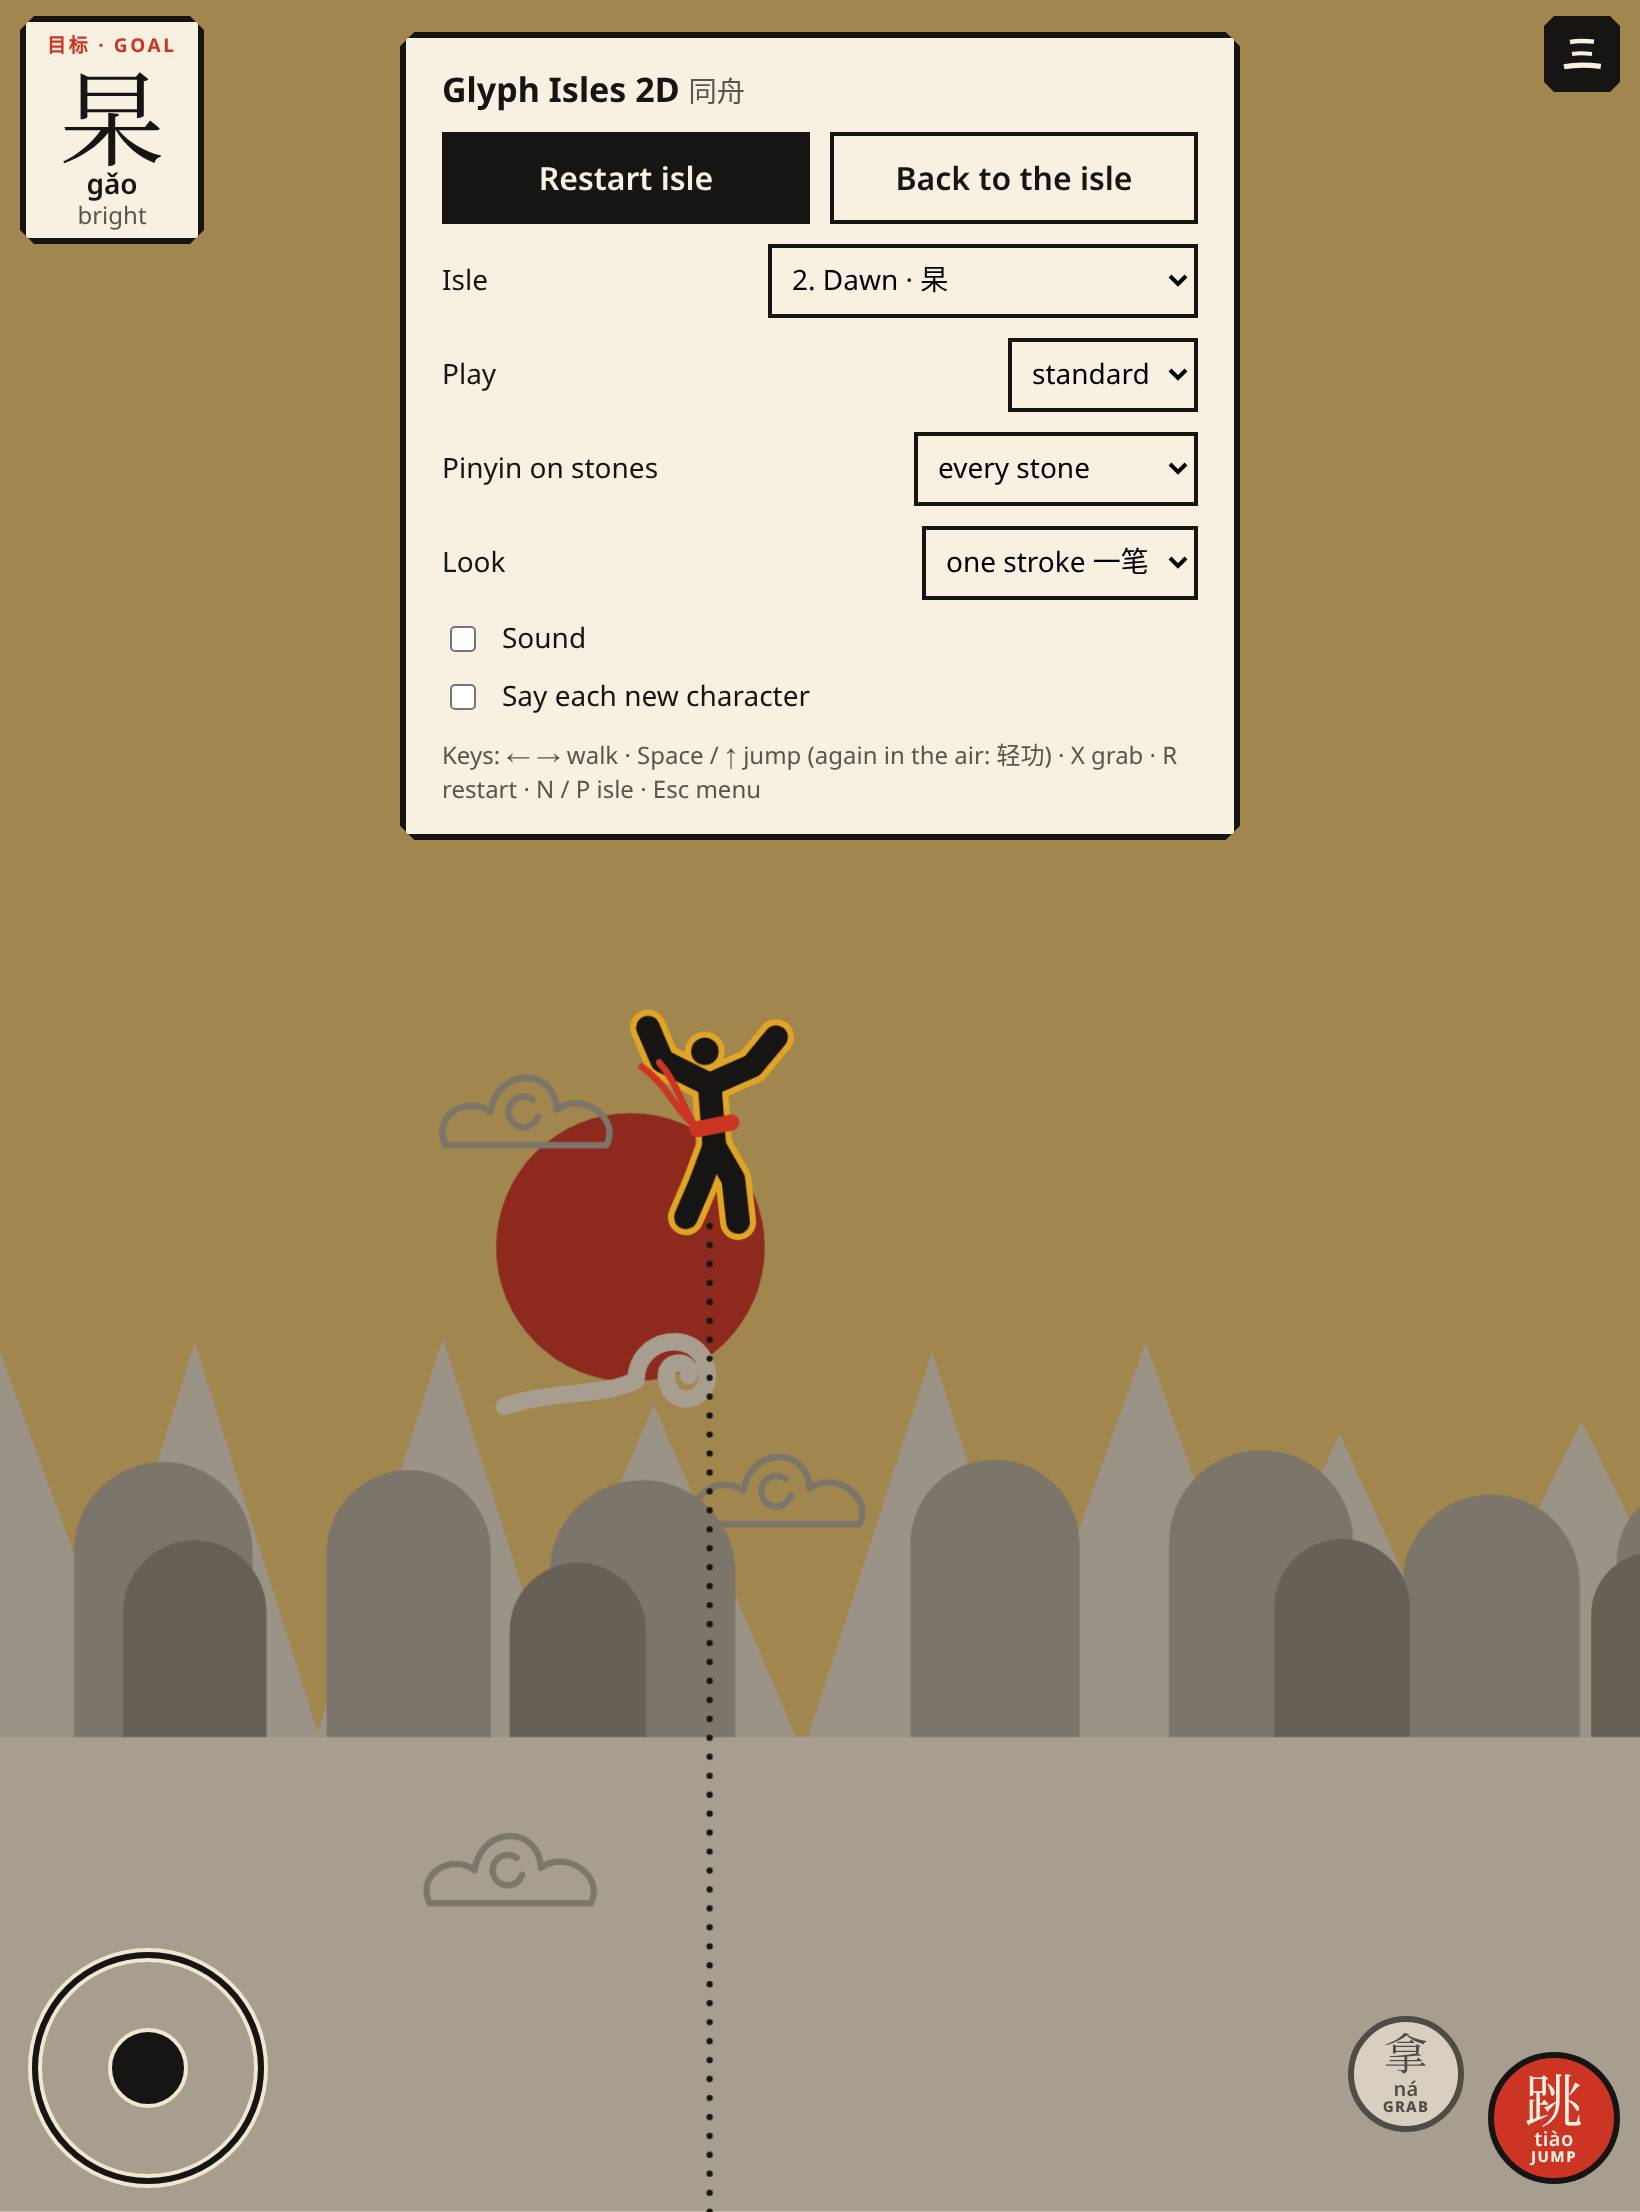 目标 · GOAL
杲
gǎo
bright
三
Glyph Isles 2D 同舟
Restart isle
Back to the isle
Isle
2. Dawn · 杲
Play
standard
Pinyin on stones
every stone
Look
one stroke 一笔
Sound
Say each new character
Keys: ← → walk · Space / ↑ jump (again in the air: 轻功) · X grab · R
restart · N / P isle · Esc menu
拿
ná
GRAB
跳
tiào
JUMP